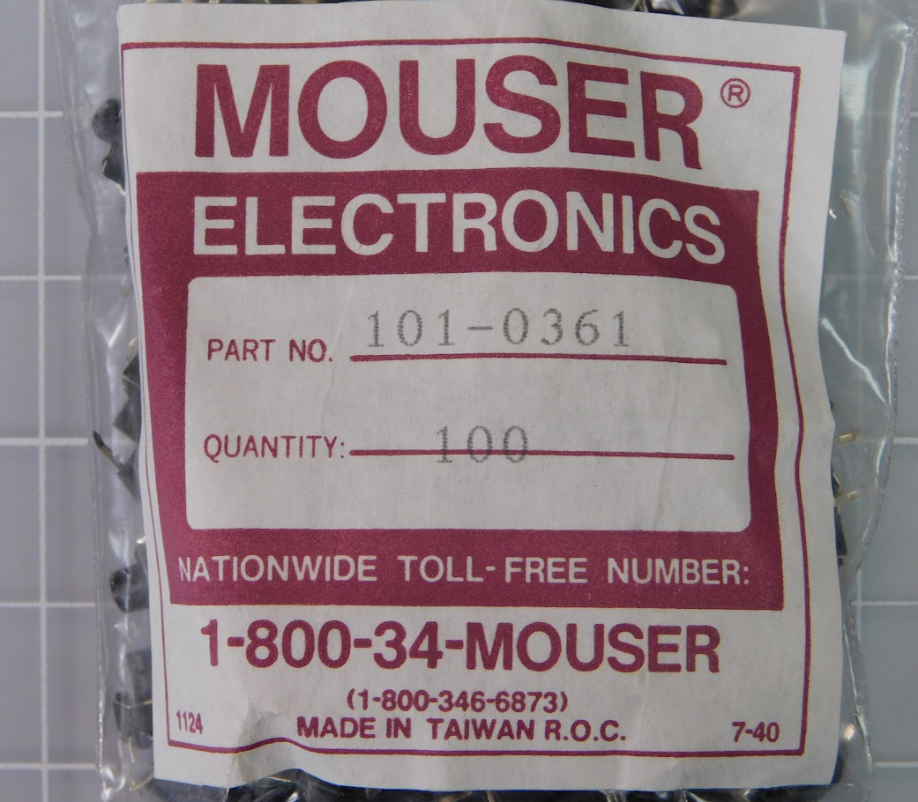 MOUSER®
ELECTRONICS
PART NO. 101-0361
QUANTITY: 100
NATIONWIDE TOLL-FREE NUMBER:
1-800-34-MOUSER
(1-800-346-6873)
1124 MADE IN TAIWAN R.O.C. 7-40